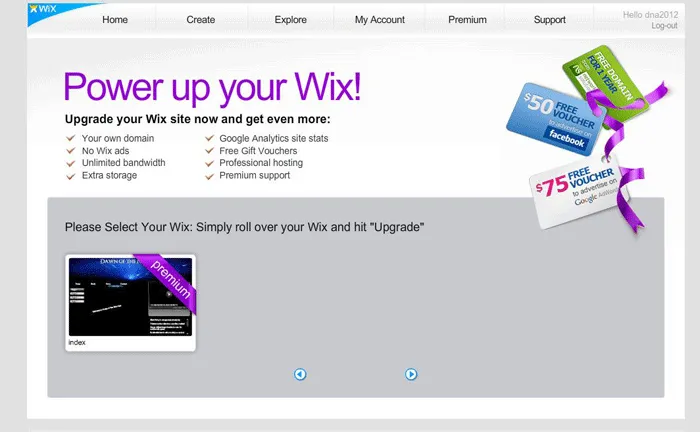 WiX
Home
Create
Explore
My Account
Premium
Support
Hello dna2012
Log-out
Power up your Wix!
Upgrade your Wix site now and get even more:
Your own domain
No Wix ads
Unlimited bandwidth
Extra storage
Google Analytics site stats
Free Gift Vouchers
Professional hosting
Premium support
FREE DOMAIN
FOR 1 YEAR
$50 FREE
VOUCHER
to advertise on
facebook
$75 FREE
VOUCHER
to advertise on
Google AdWords
Please Select Your Wix: Simply roll over your Wix and hit "Upgrade"
DAWN OF THE
premium
index